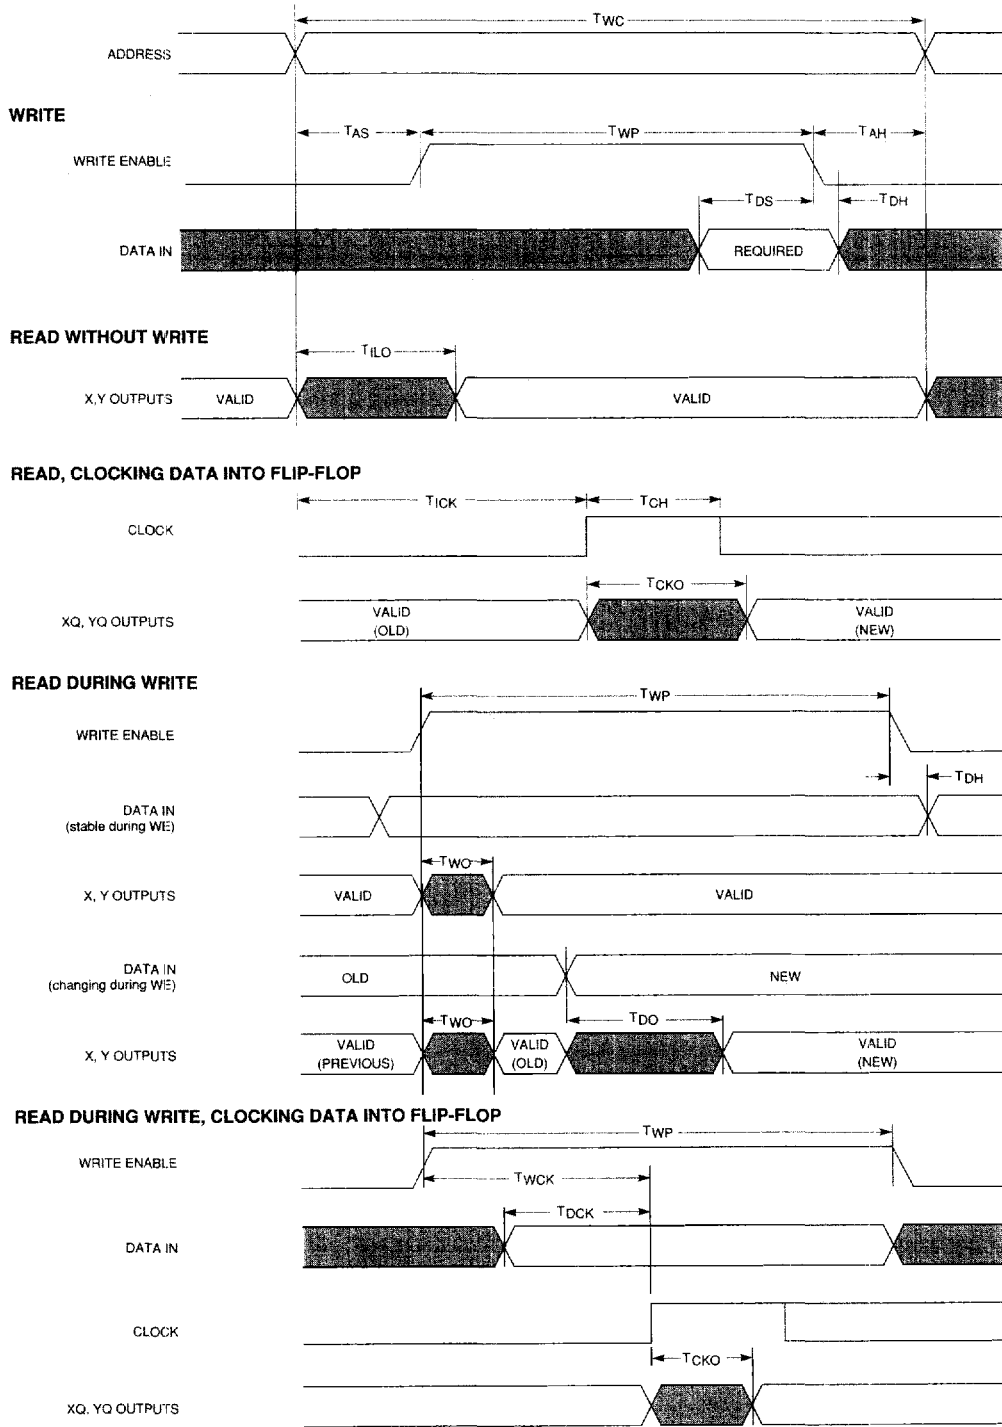 TWC
ADDRESS
WRITE
TAS TWP TAH
WRITE ENABLE
TDS TDH
DATA IN REQUIRED
READ WITHOUT WRITE
TILO
X,Y OUTPUTS VALID VALID
READ, CLOCKING DATA INTO FLIP-FLOP
TICK TCH
CLOCK
TCKO
XQ, YQ OUTPUTS VALID (OLD) VALID (NEW)
READ DURING WRITE
TWP
WRITE ENABLE
TDH
DATA IN
(stable during WE)
TWO
X, Y OUTPUTS VALID VALID
DATA IN
(changing during WE) OLD NEW
TWO TDO
X, Y OUTPUTS VALID (PREVIOUS) VALID (OLD) VALID (NEW)
READ DURING WRITE, CLOCKING DATA INTO FLIP-FLOP
TWP
WRITE ENABLE
TWCK
TDCK
DATA IN
CLOCK
TCKO
XQ, YQ OUTPUTS